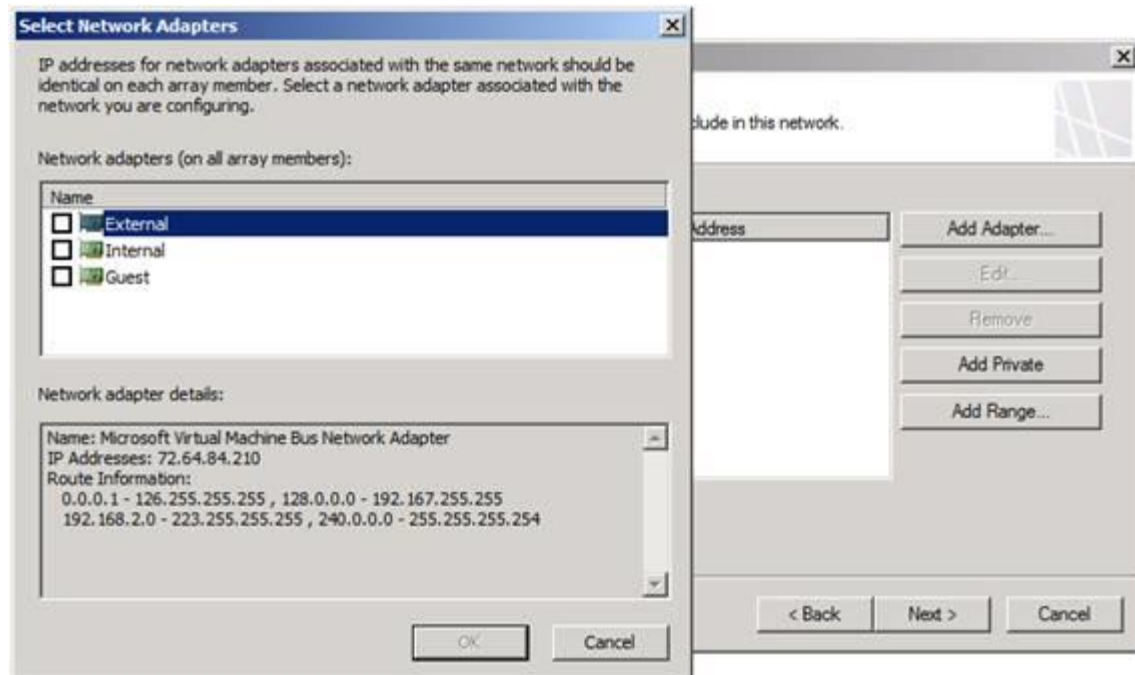 Select Network Adapters
IP addresses for network adapters associated with the same network should be
identical on each array member. Select a network adapter associated with the
network you are configuring.
Network adapters (on all array members):
Name
External
Internal
Guest
Network adapter details:
Name: Microsoft Virtual Machine Bus Network Adapter
IP Addresses: 72.64.84.210
Route Information:
0.0.0.1 - 126.255.255.255 , 128.0.0.0 - 192.167.255.255
192.168.2.0 - 223.255.255.255 , 240.0.0.0 - 255.255.255.254
OK
Cancel
clude in this network.
Address
Add Adapter...
Edit...
Remove
Add Private
Add Range...
< Back
Next >
Cancel